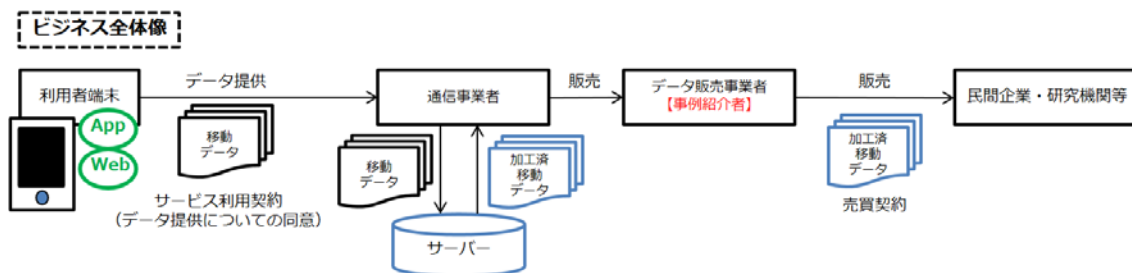 ビジネス全体像
利用者端末
App
Web
データ提供
移動
データ
サービス利用契約
(データ提供についての同意)
通信事業者
移動
データ
加工済
移動
データ
サーバー
販売
データ販売事業者
【事例紹介者】
販売
加工済
移動
データ
売買契約
民間企業・研究機関等